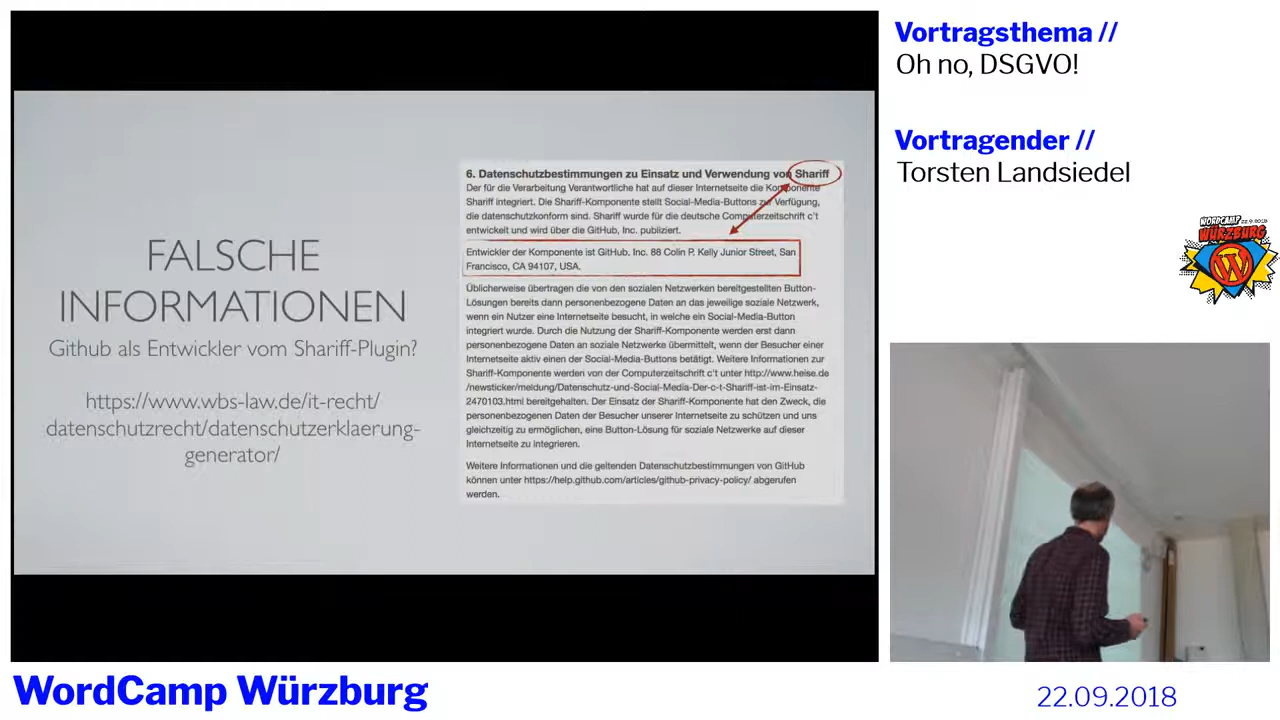 Vortragsthema //
Oh no, DSGVO!
Vortragender //
Torsten Landsiedel
WORDCAMP 22.9.2019
WÜRZBURG
FALSCHE
INFORMATIONEN
Github als Entwickler vom Shariff-Plugin?
https://www.wbs-law.de/it-recht/
datenschutzrecht/datenschutzerklaerung-
generator/
6. Datenschutzbestimmungen zu Einsatz und Verwendung von Shariff
Der für die Verarbeitung Verantwortliche hat auf dieser Internetseite die Komponente
Shariff integriert. Die Shariff-Komponente stellt Social-Media-Buttons zur Verfügung,
die datenschutzkonform sind. Shariff wurde für die deutsche Computerzeitschrift c't
entwickelt und wird über die GitHub, Inc. publiziert.
Entwickler der Komponente ist GitHub, Inc. 88 Colin P. Kelly Junior Street, San
Francisco, CA 94107, USA.
Üblicherweise übertragen die von den sozialen Netzwerken bereitgestellten Button-
Lösungen bereits dann personenbezogene Daten an das jeweilige soziale Netzwerk,
wenn ein Nutzer eine Internetseite besucht, in welche ein Social-Media-Button
integriert wurde. Durch die Nutzung der Shariff-Komponente werden erst dann
personenbezogene Daten an soziale Netzwerke übermittelt, wenn der Besucher einer
Internetseite aktiv einen der Social-Media-Buttons betätigt. Weitere Informationen zur
Shariff-Komponente werden von der Computerzeitschrift c't unter http://www.heise.de
/newsticker/meldung/Datenschutz-und-Social-Media-Der-c-t-Shariff-ist-im-Einsatz-
2470103.html bereitgehalten. Der Einsatz der Shariff-Komponente hat den Zweck, die
personenbezogenen Daten der Besucher unserer Internetseite zu schützen und uns
gleichzeitig zu ermöglichen, eine Button-Lösung für soziale Netzwerke auf dieser
Internetseite zu integrieren.
Weitere Informationen und die geltenden Datenschutzbestimmungen von GitHub
können unter https://help.github.com/articles/github-privacy-policy/ abgerufen
werden.
WordCamp Würzburg
22.09.2018